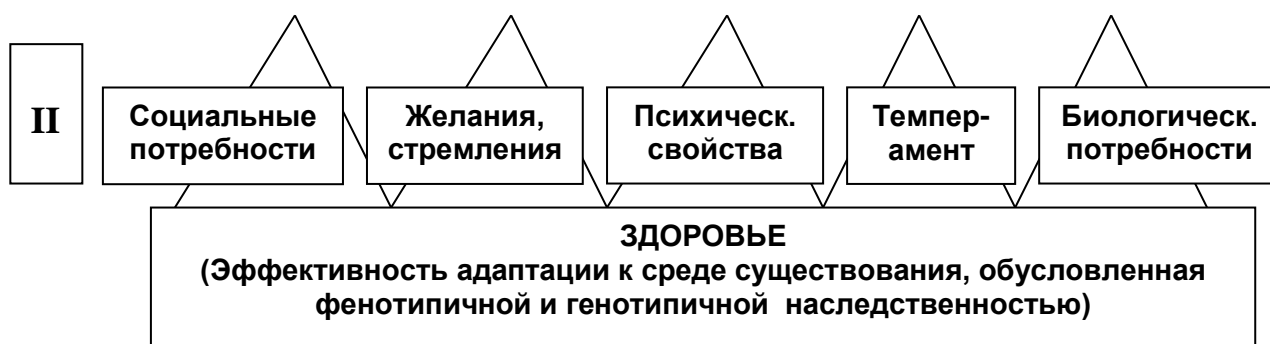 II
Социальные
потребности
Желания,
стремления
Психическ.
свойства
Темпер-
амент
Биологическ.
потребности
ЗДОРОВЬЕ
(Эффективность адаптации к среде существования, обусловленная
фенотипичной и генотипичной наследственностью)